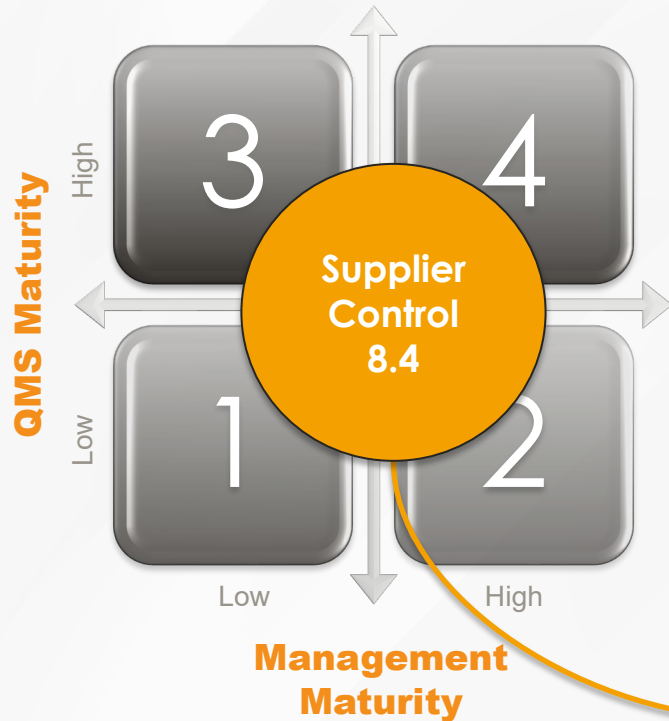 3
4
High
QMS Maturity
Supplier
Control
8.4
Low
1
2
Low
High
Management
Maturity